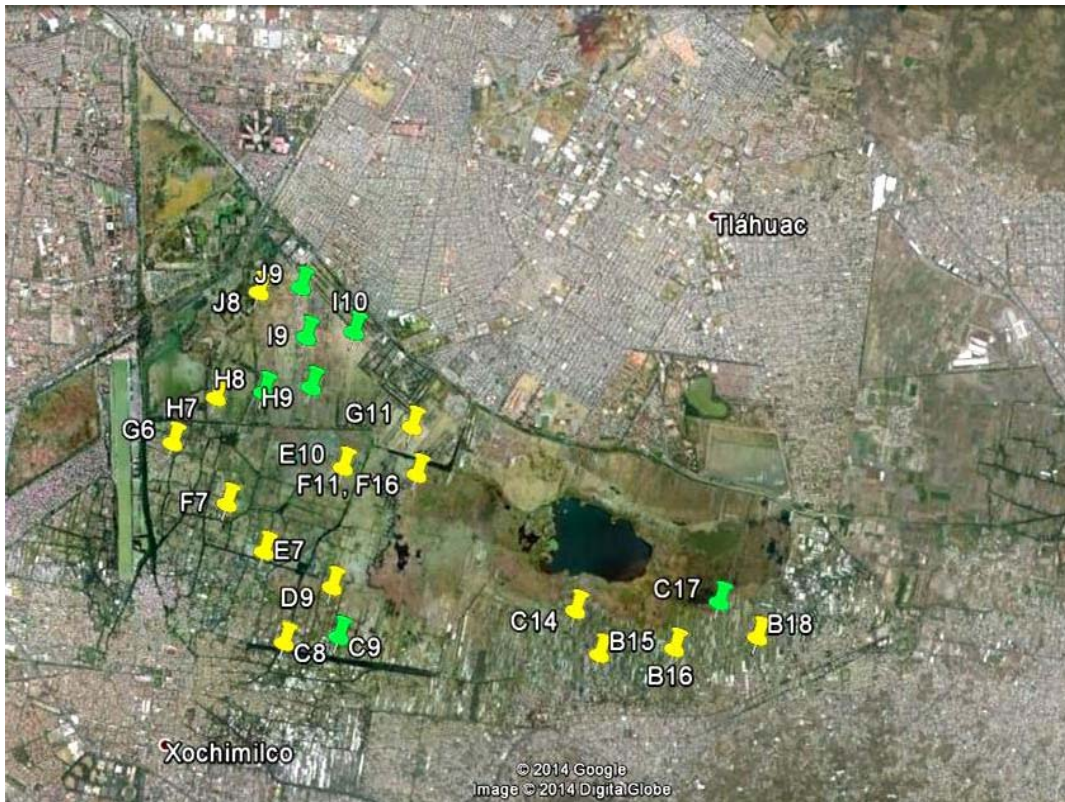 Tláhuac
J9
J8
I10
I9
H8
H9
H7
G11
G6
E10
F11, F16
F7
E7
D9
C17
C14
B18
B15
C8
C9
B16
Xochimilco
© 2014 Google
Image © 2014 DigitalGlobe